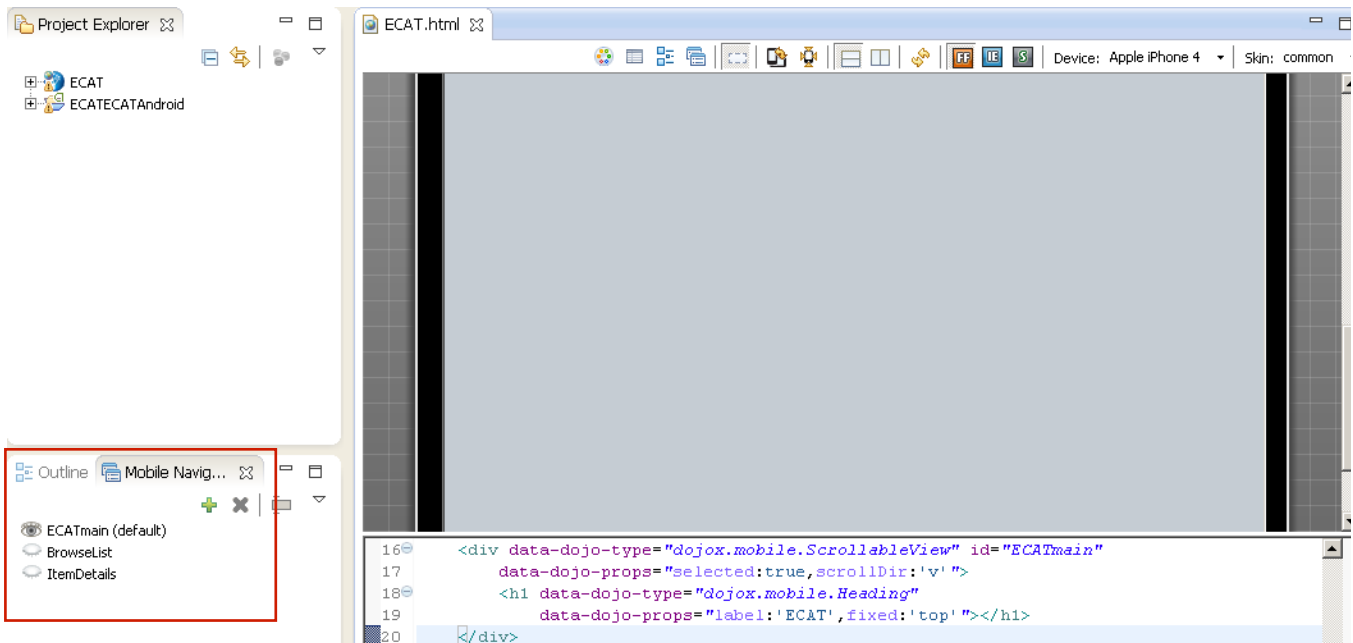 Project Explorer
ECAT
ECATECATAndroid
ECAT.html
FF IE S Device: Apple iPhone 4 Skin: common
Outline Mobile Navig...
ECATmain (default)
BrowseList
ItemDetails
16 <div data-dojo-type="dojox.mobile.ScrollableView" id="ECATmain"
17 data-dojo-props="selected:true,scrollDir:'v'">
18 <h1 data-dojo-type="dojox.mobile.Heading"
19 data-dojo-props="label:'ECAT',fixed:'top'"></h1>
20 </div>